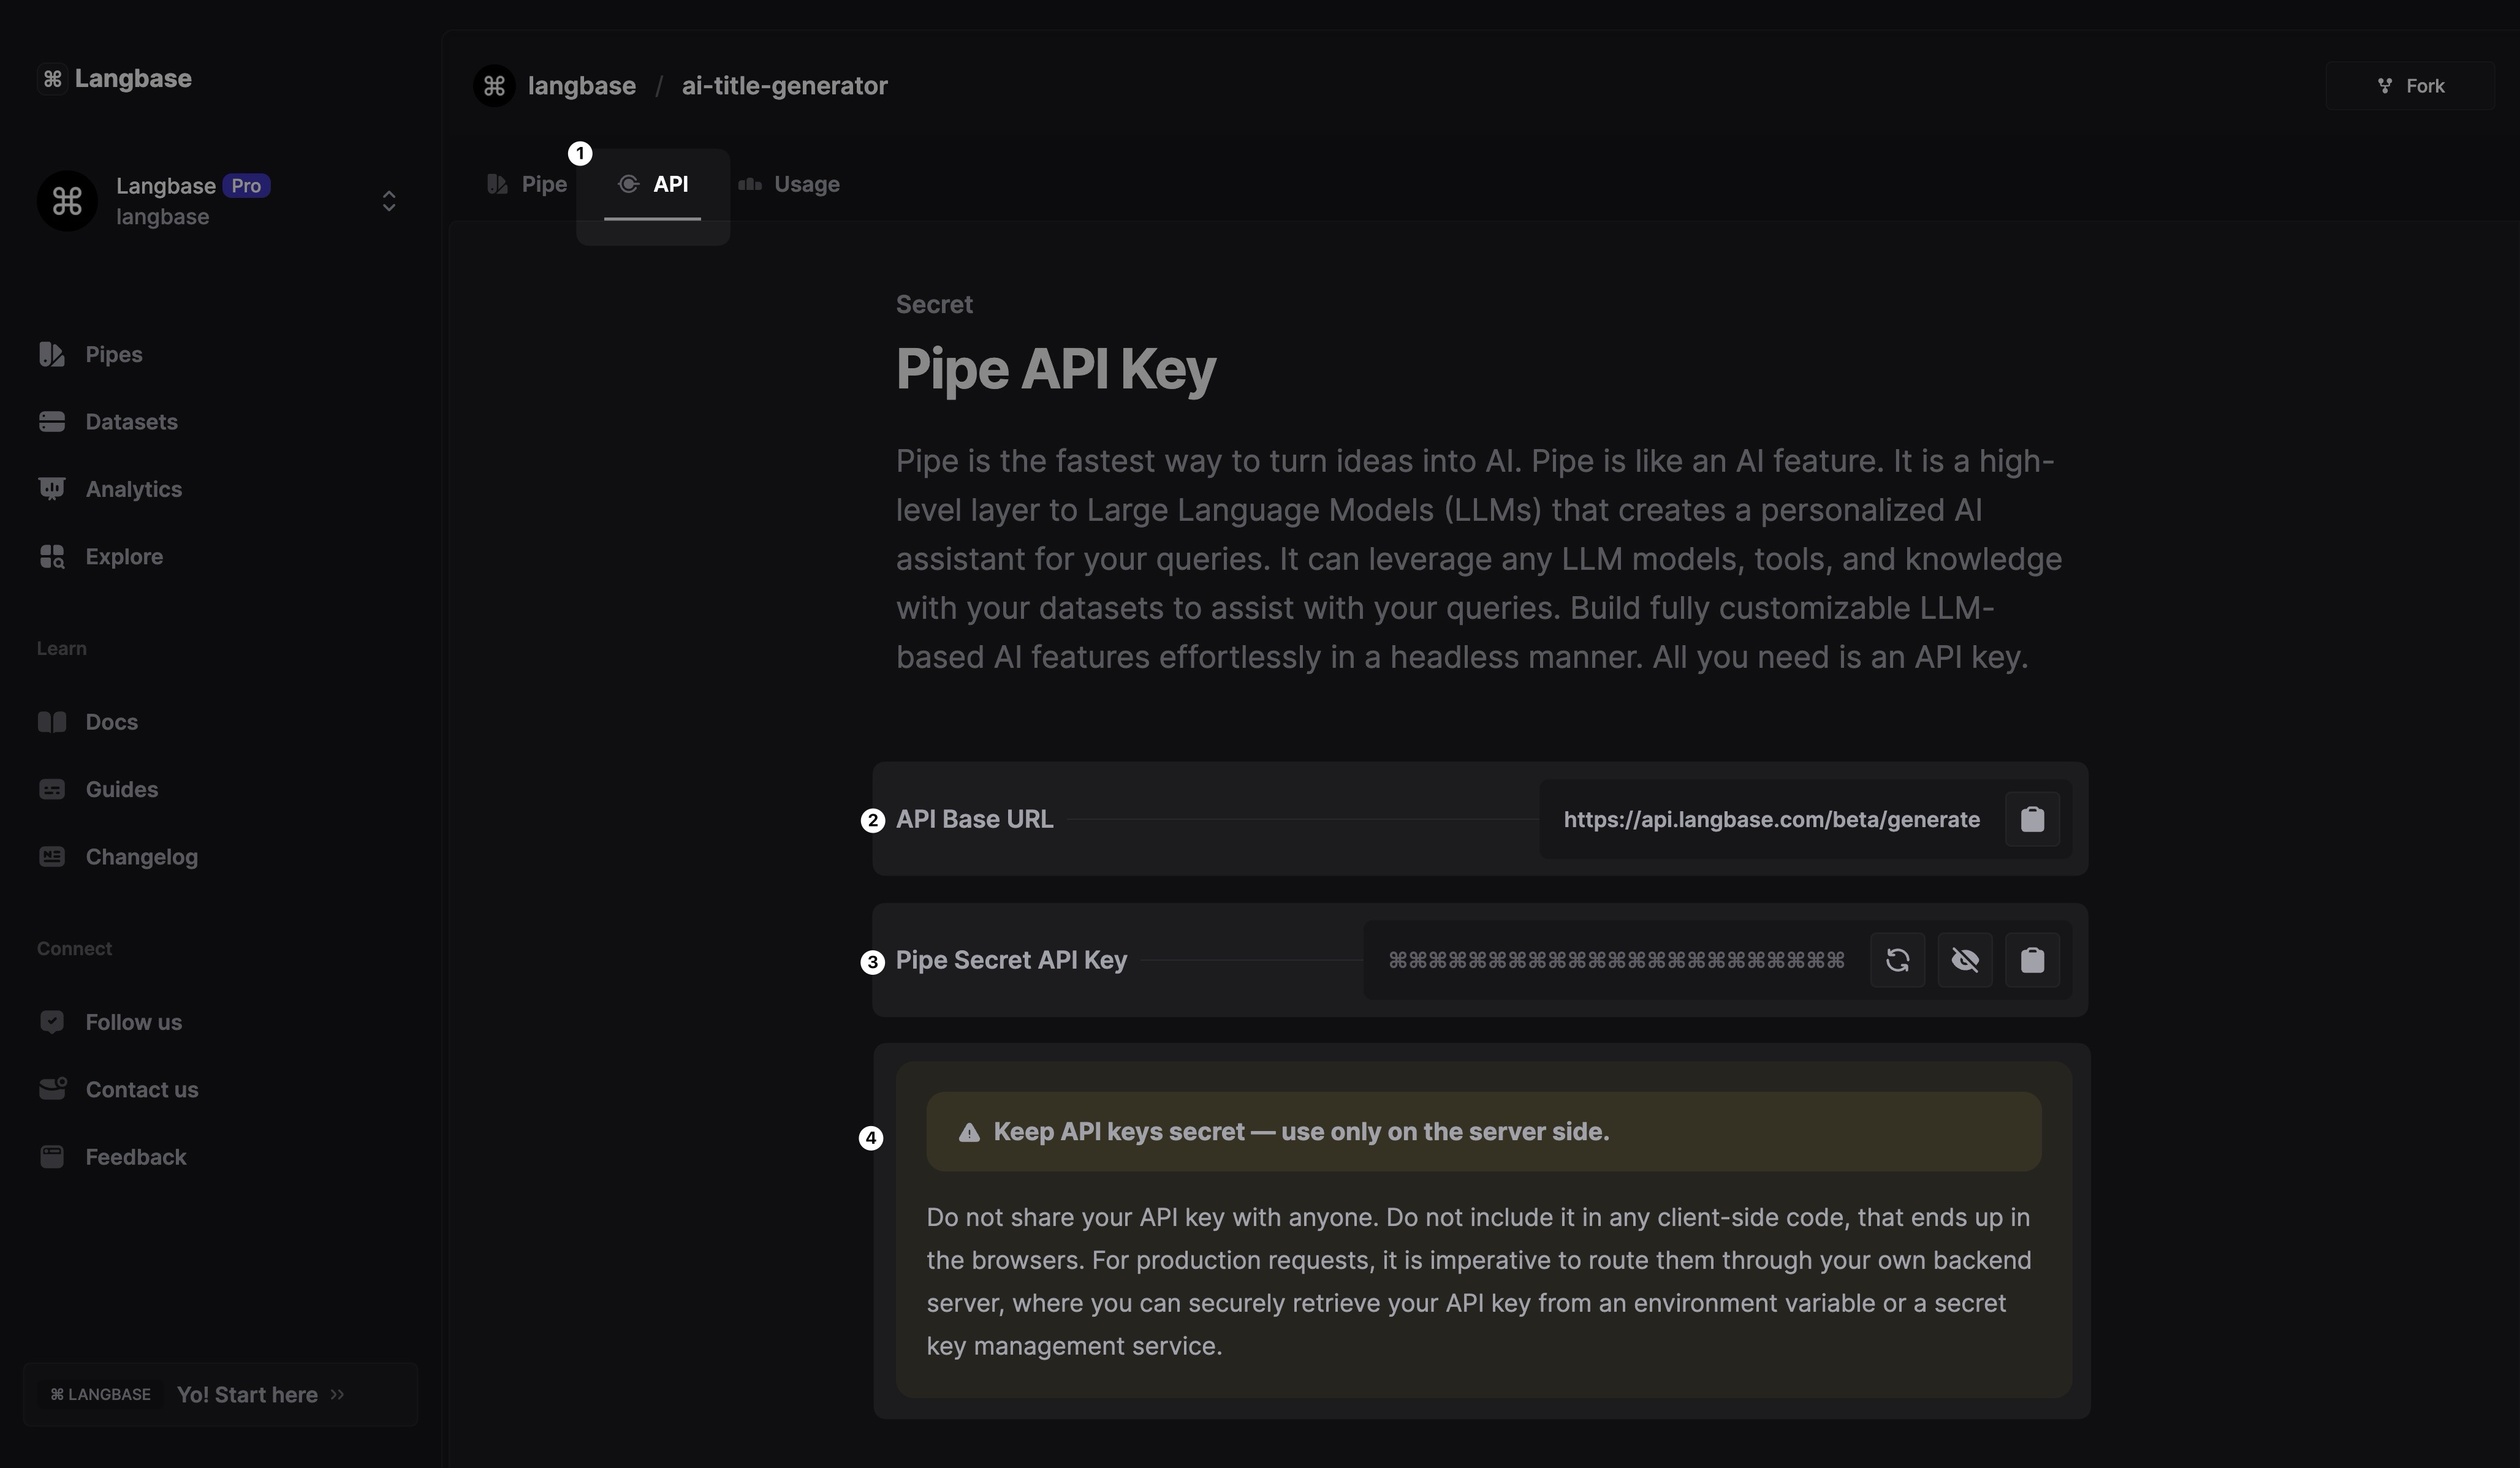 ⌘ Langbase
Langbase Pro
langbase
Pipes
Datasets
Analytics
Explore
Learn
Docs
Guides
Changelog
Connect
Follow us
Contact us
Feedback
⌘ LANGBASE Yo! Start here »
langbase / ai-title-generator
Fork
1
Pipe API Usage
Secret
Pipe API Key
Pipe is the fastest way to turn ideas into AI. Pipe is like an AI feature. It is a high-
level layer to Large Language Models (LLMs) that creates a personalized AI
assistant for your queries. It can leverage any LLM models, tools, and knowledge
with your datasets to assist with your queries. Build fully customizable LLM-
based AI features effortlessly in a headless manner. All you need is an API key.
2 API Base URL https://api.langbase.com/beta/generate
3 Pipe Secret API Key ⌘⌘⌘⌘⌘⌘⌘⌘⌘⌘⌘⌘⌘⌘⌘⌘⌘⌘⌘⌘⌘⌘⌘
4 Keep API keys secret — use only on the server side.
Do not share your API key with anyone. Do not include it in any client-side code, that ends up in
the browsers. For production requests, it is imperative to route them through your own backend
server, where you can securely retrieve your API key from an environment variable or a secret
key management service.